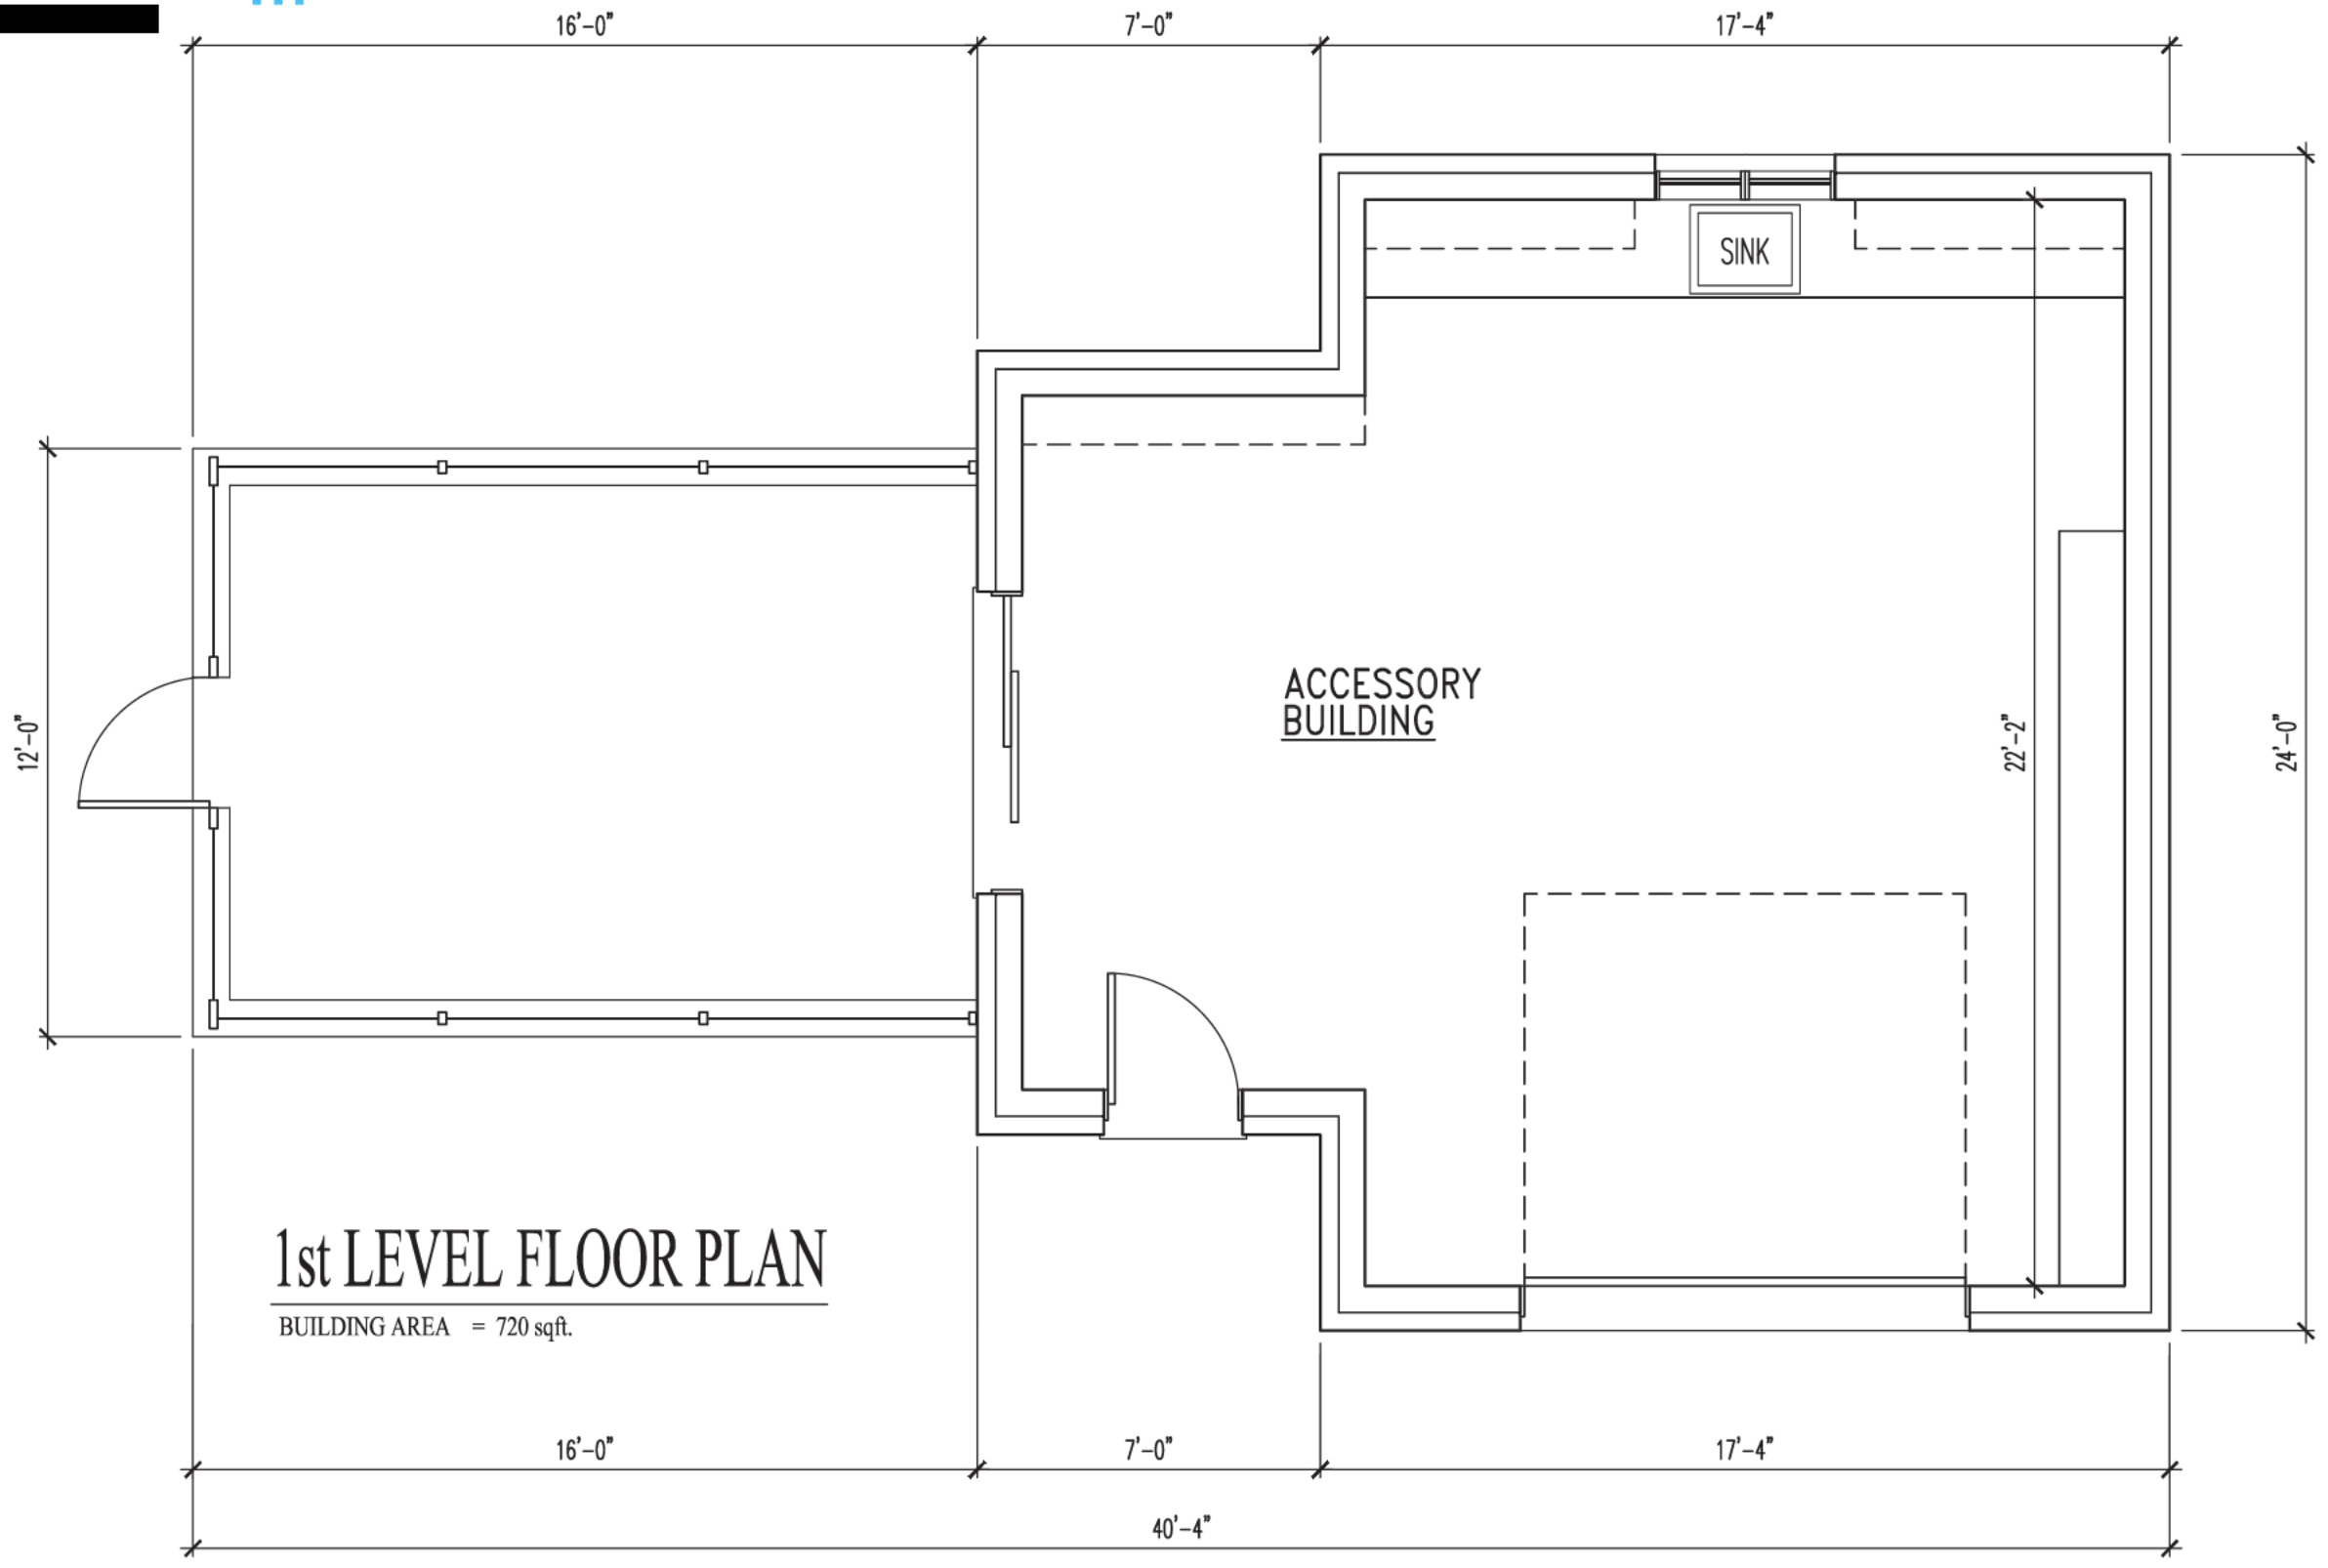 16'-0" 7'-0" 17'-4"
SINK
ACCESSORY
BUILDING
12'-0"
22'-2"
24'-0"
1st LEVEL FLOOR PLAN
BUILDING AREA = 720 sqft.
16'-0" 7'-0" 17'-4"
40'-4"